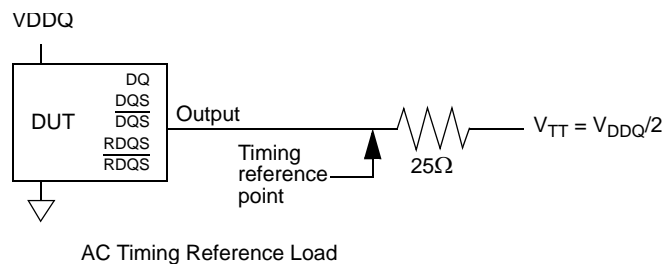 VDDQ
DUT
DQ
DQS
DQS
RDQS
RDQS
Output
Timing
reference
point
25Ω
VTT = VDDQ/2
AC Timing Reference Load